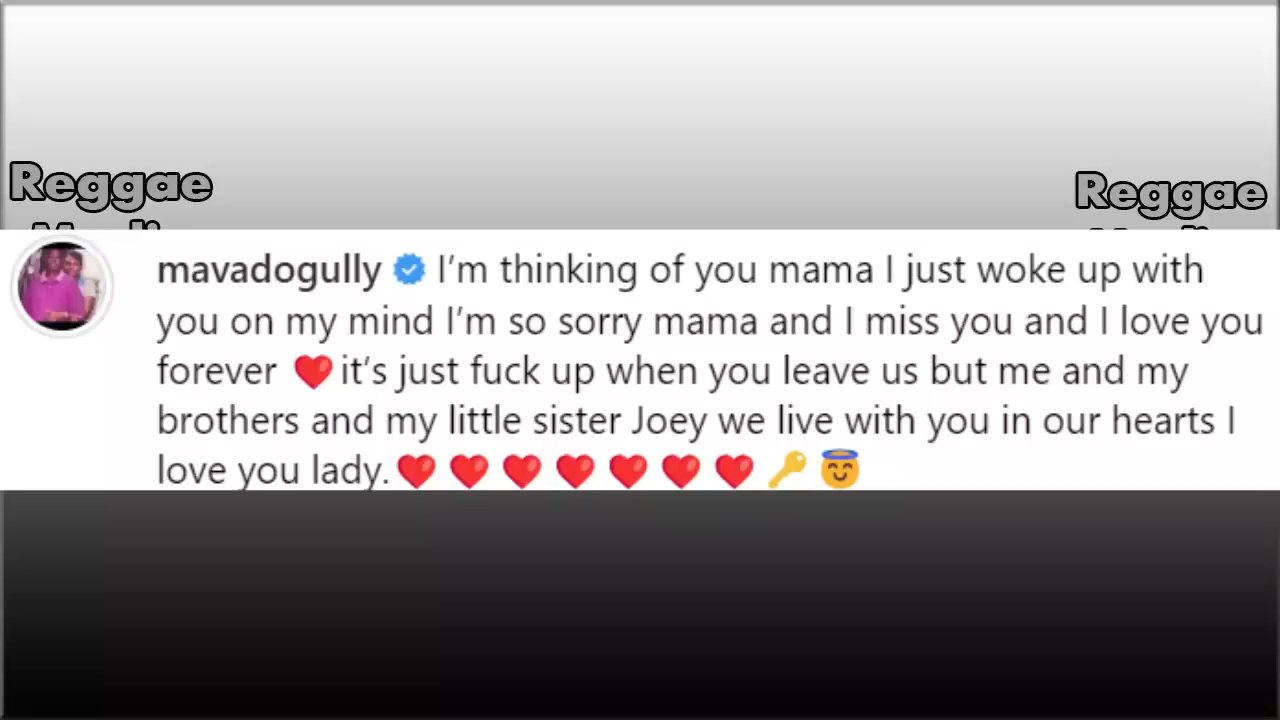 Reggae
Reggae
mavadogully I’m thinking of you mama I just woke up with
you on my mind I’m so sorry mama and I miss you and I love you
forever ❤️it’s just fuck up when you leave us but me and my
brothers and my little sister Joey we live with you in our hearts I
love you lady.❤️❤️❤️❤️❤️❤️❤️🔑😇